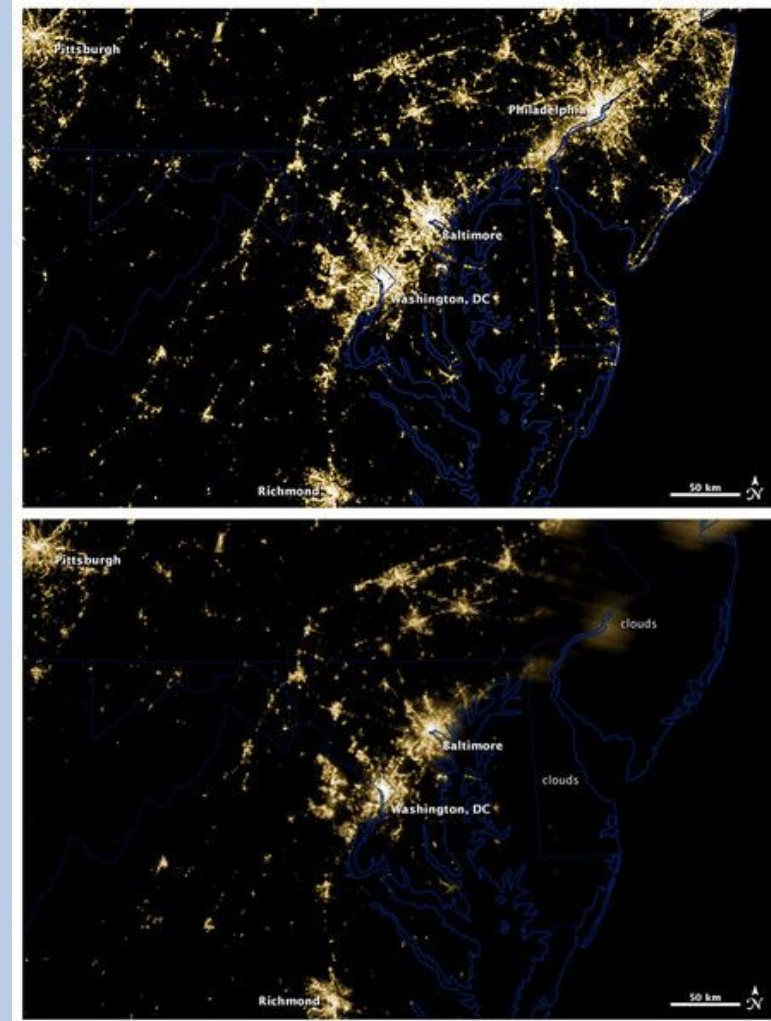 Pittsburgh
Philadelphia
Baltimore
Washington, DC
Richmond
50 km
N
Pittsburgh
clouds
Baltimore
clouds
Washington, DC
Richmond
50 km
N